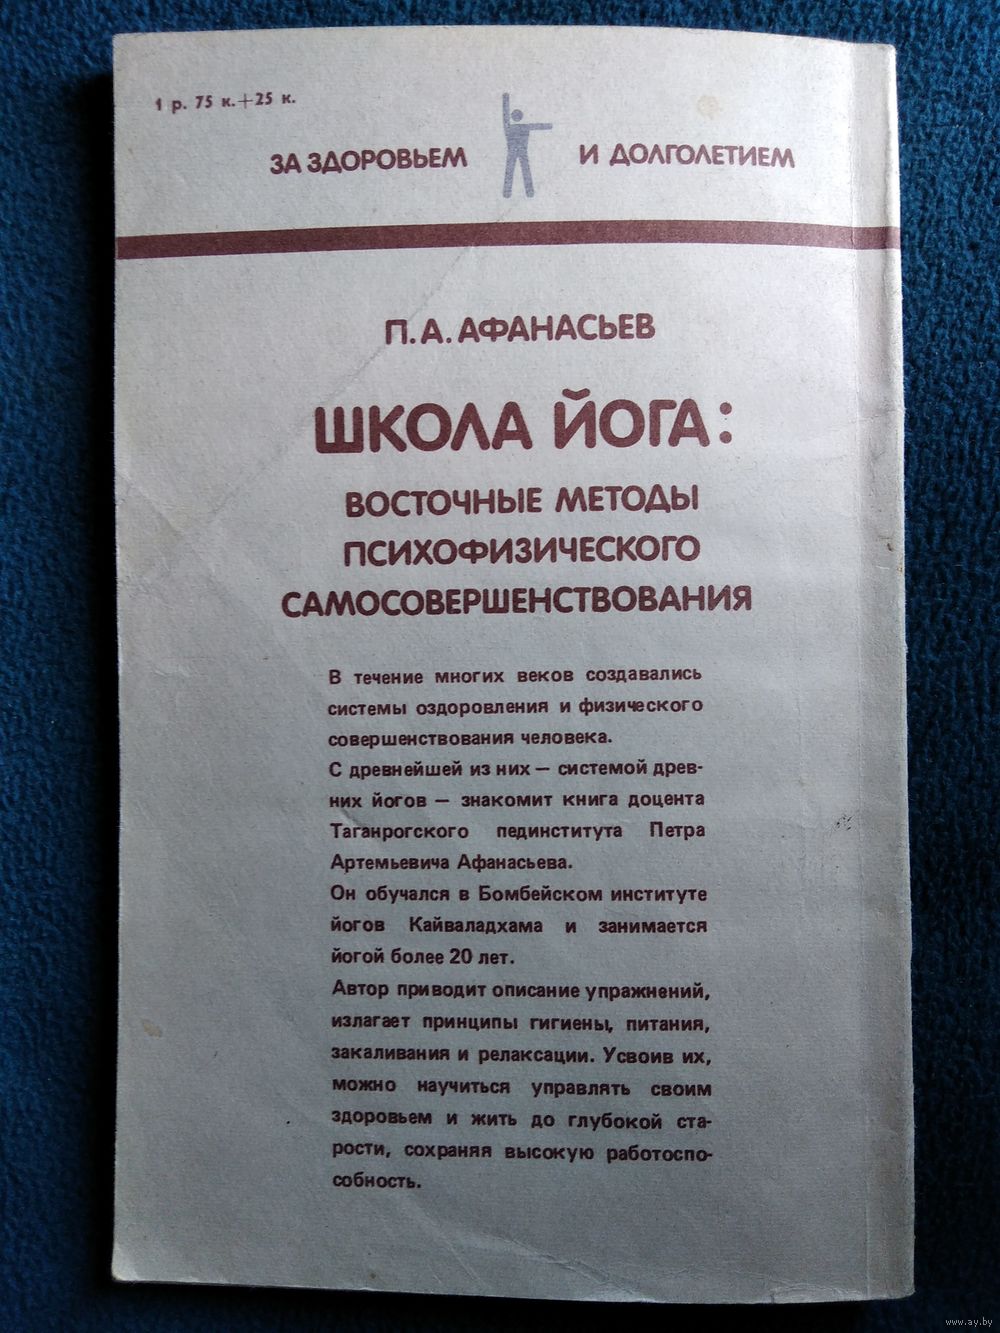 1 р. 75 к.+25 к.
ЗА ЗДОРОВЬЕМ И ДОЛГОЛЕТИЕМ
П. А. АФАНАСЬЕВ
ШКОЛА ЙОГА:
ВОСТОЧНЫЕ МЕТОДЫ
ПСИХОФИЗИЧЕСКОГО
САМОСОВЕРШЕНСТВОВАНИЯ
В течение многих веков создавались
системы оздоровления и физического
совершенствования человека.
С древнейшей из них — системой древ-
них йогов — знакомит книга доцента
Таганрогского пединститута Петра
Артемьевича Афанасьева.
Он обучался в Бомбейском институте
йогов Кайваладхама и занимается
йогой более 20 лет.
Автор приводит описание упражнений,
излагает принципы гигиены, питания,
закаливания и релаксации. Усвоив их,
можно научиться управлять своим
здоровьем и жить до глубокой ста-
рости, сохраняя высокую работоспо-
собность.
www.ay.by